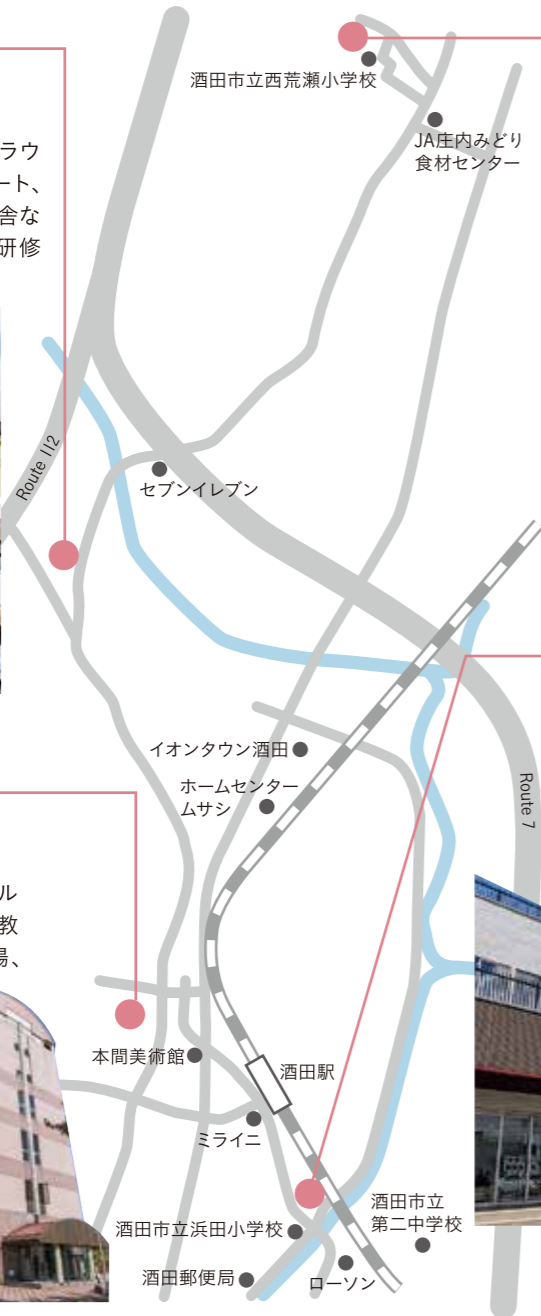 酒田市立西荒瀬小学校
JA庄内みどり
食材センター
ラウ
ート、
舎な
研修
Route 112
セブンイレブン
イオンタウン酒田
ホームセンター
ムサシ
Route 7
ル
教
場、
本間美術館
酒田駅
ミライニ
酒田市立浜田小学校
酒田市立
第二中学校
酒田郵便局
ローソン